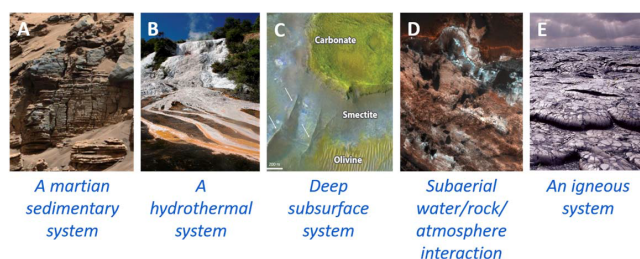 A
B
C
D
E
Carbonate
Smectite
Olivine
A martian
sedimentary
system
A
hydrothermal
system
Deep
subsurface
system
Subaerial
water/rock/
atmosphere
interaction
An igneous
system